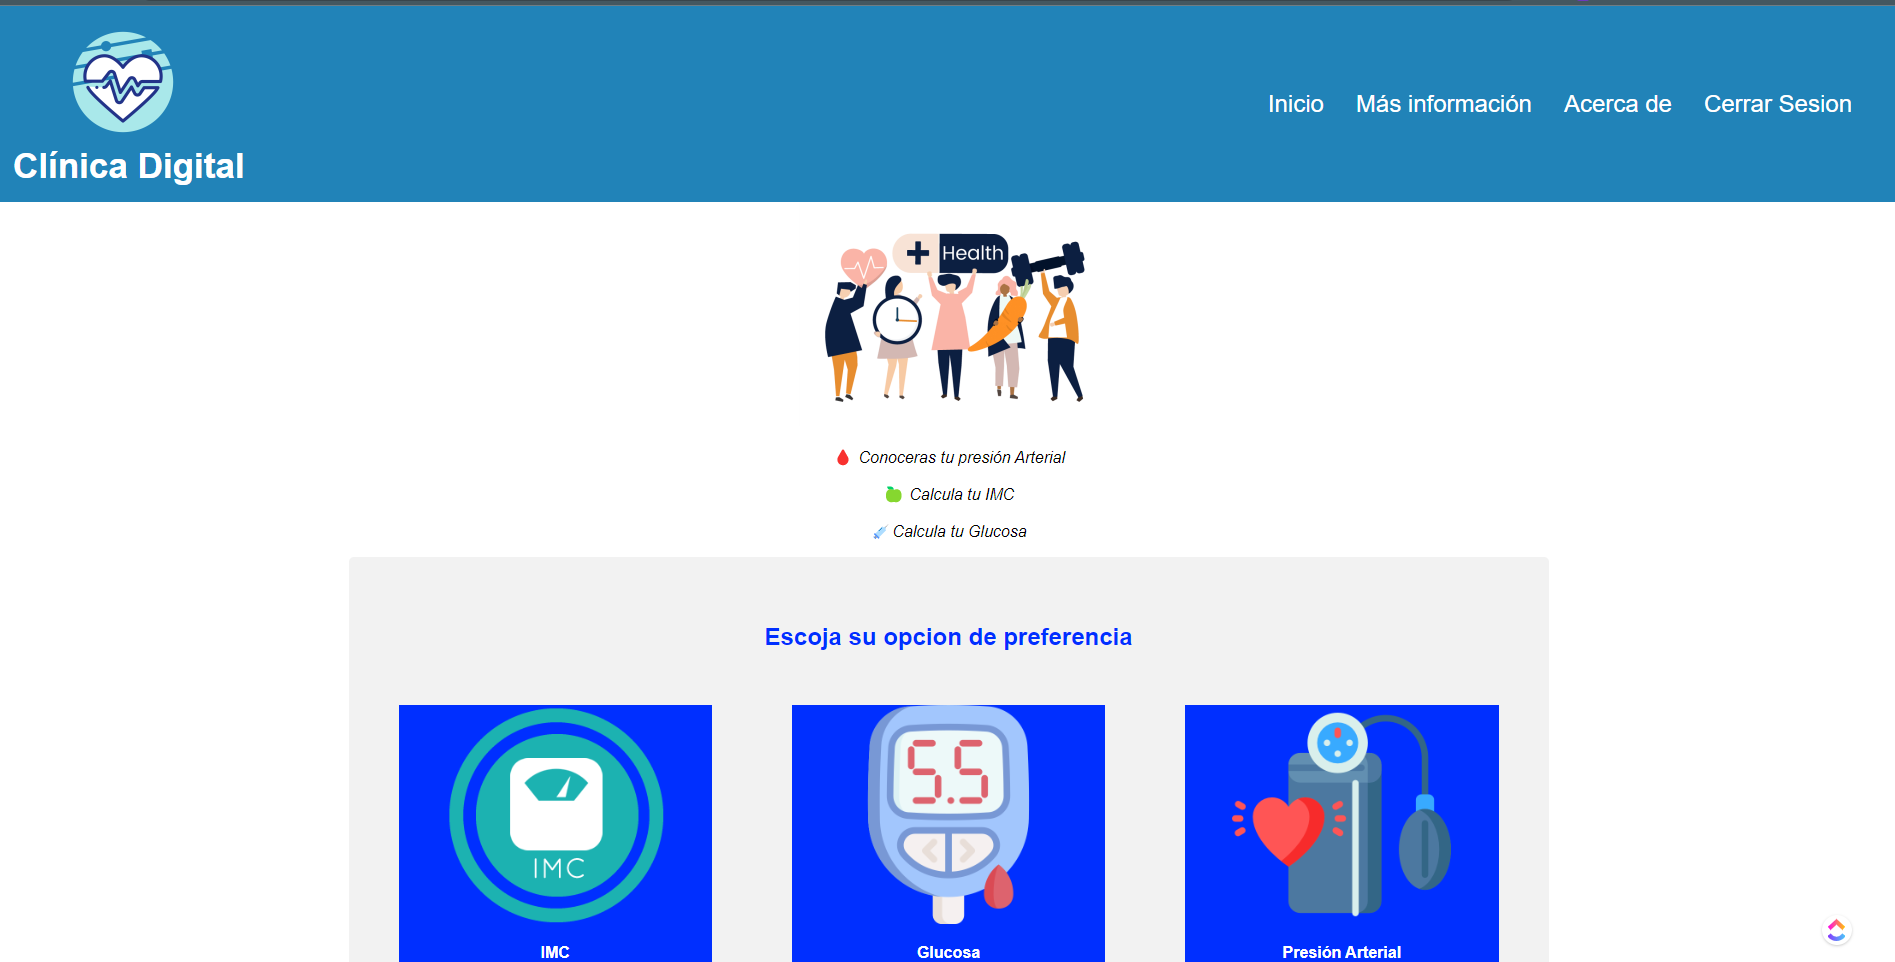 Clínica Digital
Inicio Más información Acerca de Cerrar Sesion
Health
Conoceras tu presión Arterial
Calcula tu IMC
Calcula tu Glucosa
Escoja su opcion de preferencia
IMC
5.5
IMC
Glucosa
Presión Arterial